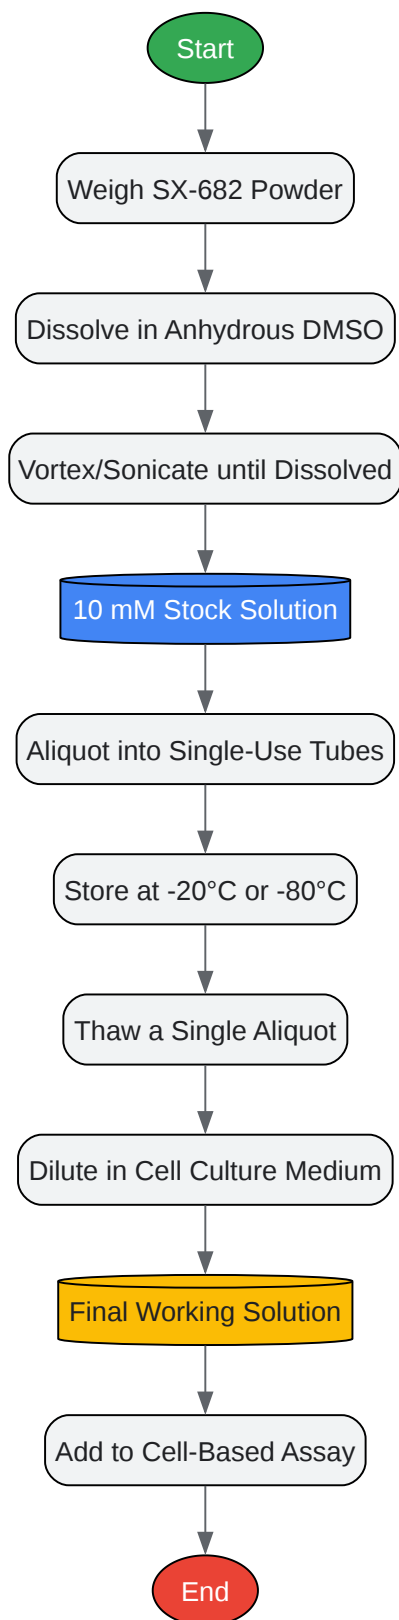 Start
Weigh SX-682 Powder
Dissolve in Anhydrous DMSO
Vortex/Sonicate until Dissolved
10 mM Stock Solution
Aliquot into Single-Use Tubes
Store at -20°C or -80°C
Thaw a Single Aliquot
Dilute in Cell Culture Medium
Final Working Solution
Add to Cell-Based Assay
End